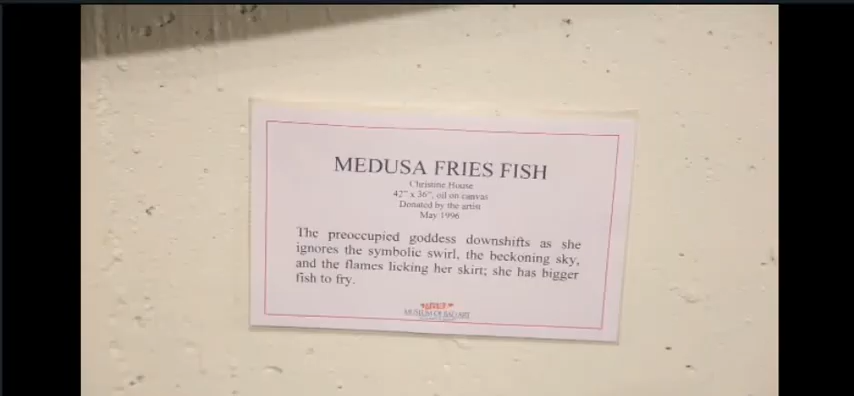 MEDUSA FRIES FISH
Christine House
42" x 36", oil on canvas
Donated by the artist
May 1996
The preoccupied goddess downshifts as she
ignores the symbolic swirl, the beckoning sky,
and the flames licking her skirt; she has bigger
fish to fry.
MUSEUM OF BAD ART